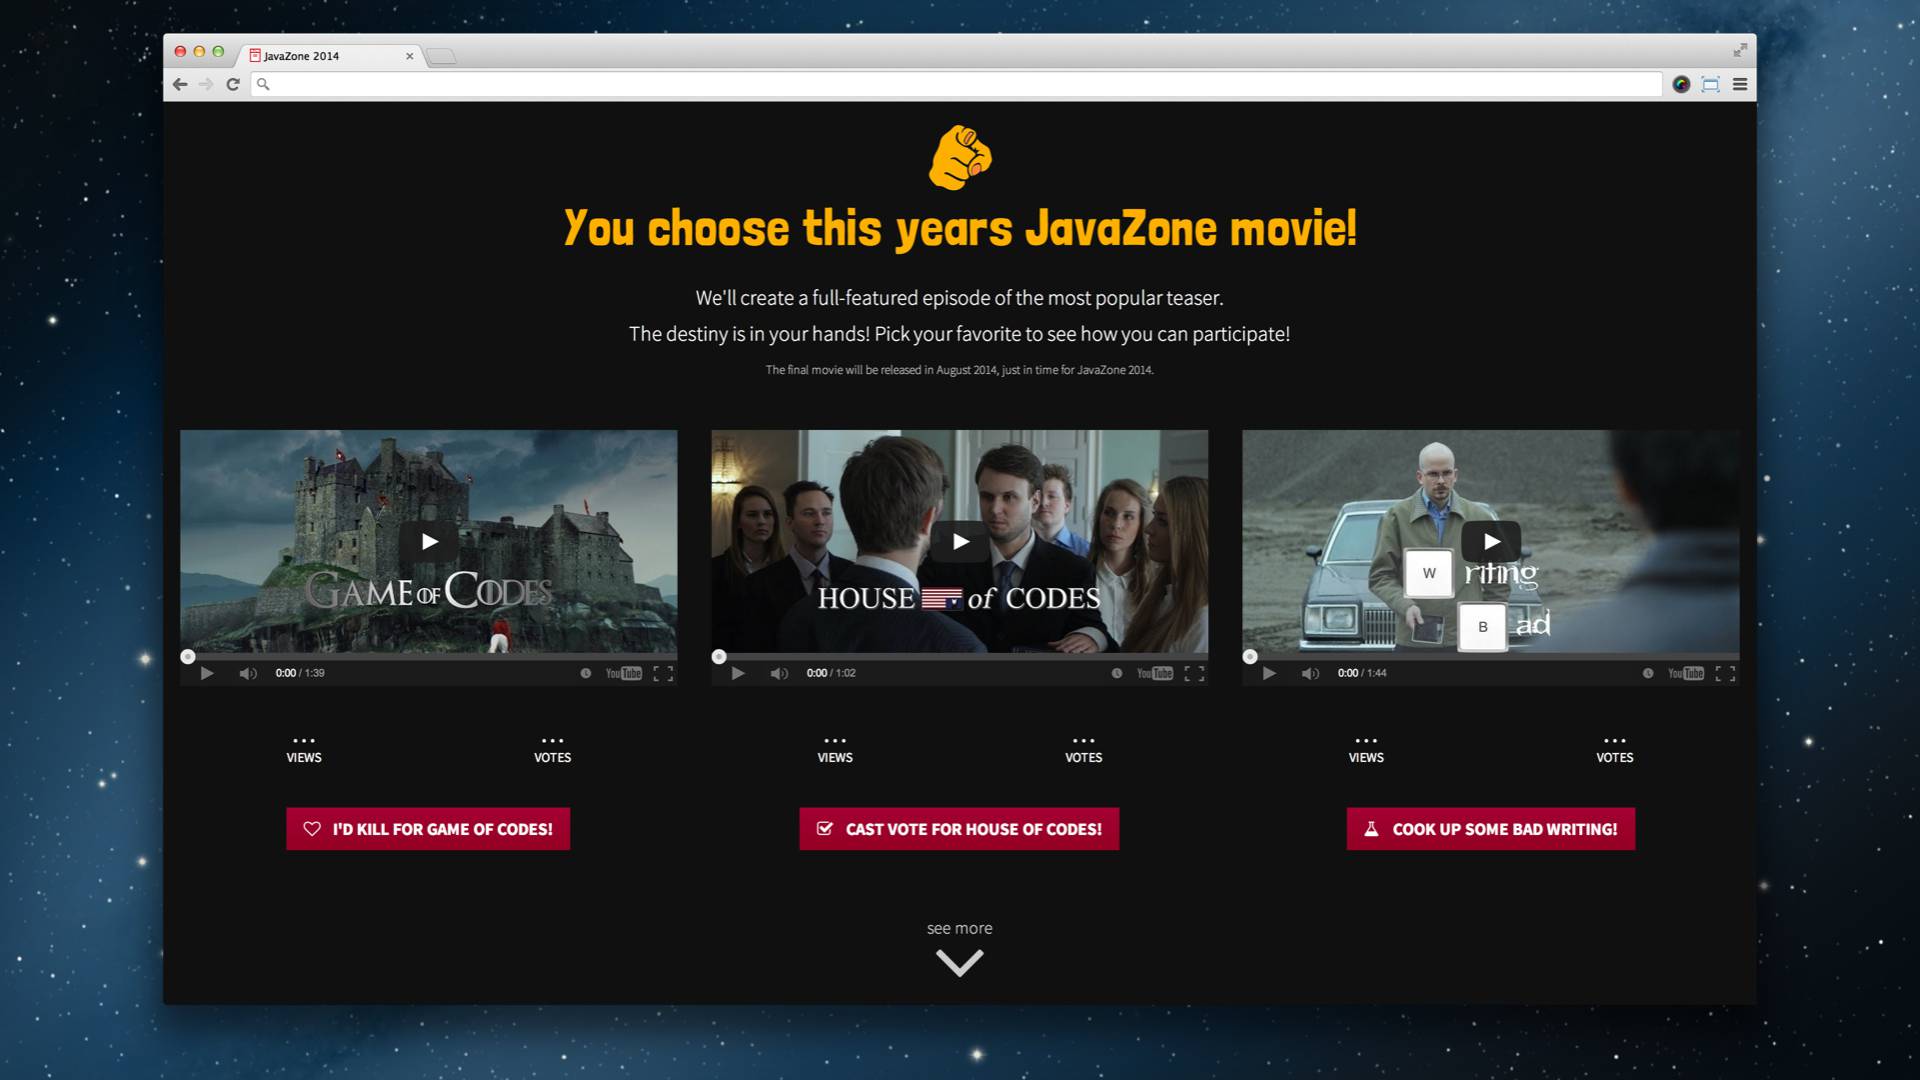 JavaZone 2014
You choose this years JavaZone movie!
We'll create a full-featured episode of the most popular teaser.
The destiny is in your hands! Pick your favorite to see how you can participate!
The final movie will be released in August 2014, just in time for JavaZone 2014.
GAME OF CODES
0:00 / 1:39
YouTube
HOUSE of CODES
0:00 / 1:02
YouTube
W riting
B ad
0:00 / 1:44
YouTube
... ...
VIEWS VOTES
... ...
VIEWS VOTES
... ...
VIEWS VOTES
I'D KILL FOR GAME OF CODES!
CAST VOTE FOR HOUSE OF CODES!
COOK UP SOME BAD WRITING!
see more